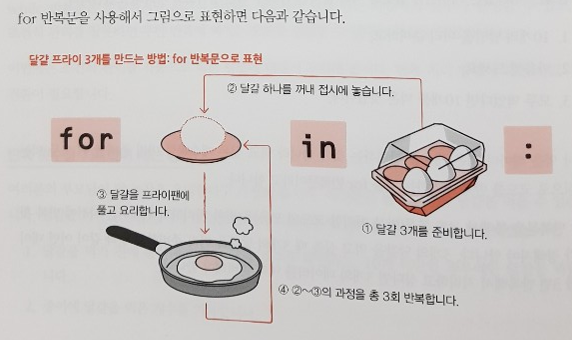 for 반복문을 사용해서 그림으로 표현하면 다음과 같습니다.
달걀 프라이 3개를 만드는 방법: for 반복문으로 표현
② 달걀 하나를 꺼내 접시에 놓습니다.
for in :
③ 달걀을 프라이팬에
풀고 요리합니다.
① 달걀 3개를 준비합니다.
④ ②~③의 과정을 총 3회 반복합니다.